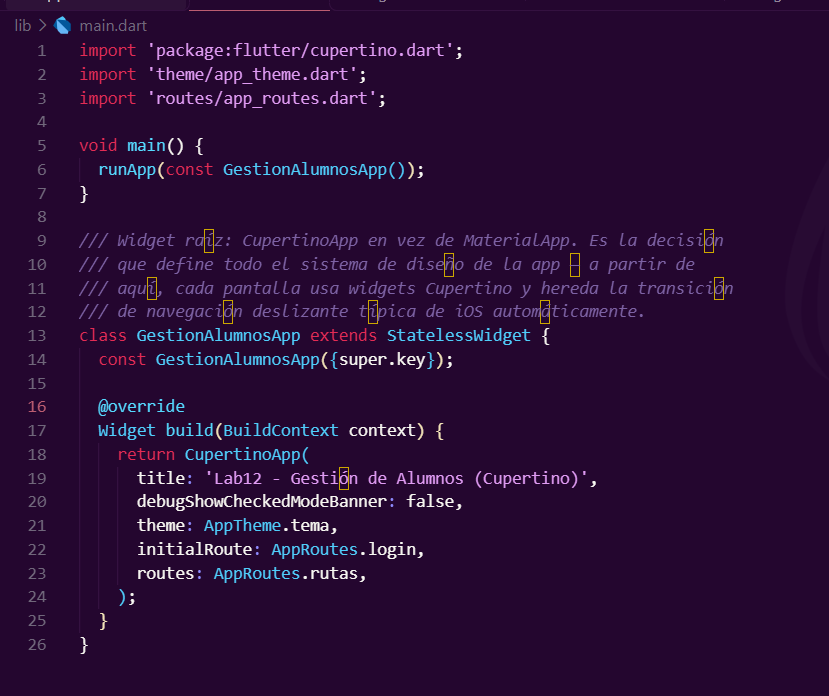 lib > main.dart
1 import 'package:flutter/cupertino.dart';
2 import 'theme/app_theme.dart';
3 import 'routes/app_routes.dart';
4
5 void main() {
6 runApp(const GestionAlumnosApp());
7 }
8
9 /// Widget raíz: CupertinoApp en vez de MaterialApp. Es la decisión
10 /// que define todo el sistema de diseño de la app — a partir de
11 /// aquí, cada pantalla usa widgets Cupertino y hereda la transición
12 /// de navegación deslizante típica de iOS automáticamente.
13 class GestionAlumnosApp extends StatelessWidget {
14 const GestionAlumnosApp({super.key});
15
16 @override
17 Widget build(BuildContext context) {
18 return CupertinoApp(
19 title: 'Lab12 - Gestión de Alumnos (Cupertino)',
20 debugShowCheckedModeBanner: false,
21 theme: AppTheme.tema,
22 initialRoute: AppRoutes.login,
23 routes: AppRoutes.rutas,
24 );
25 }
26 }